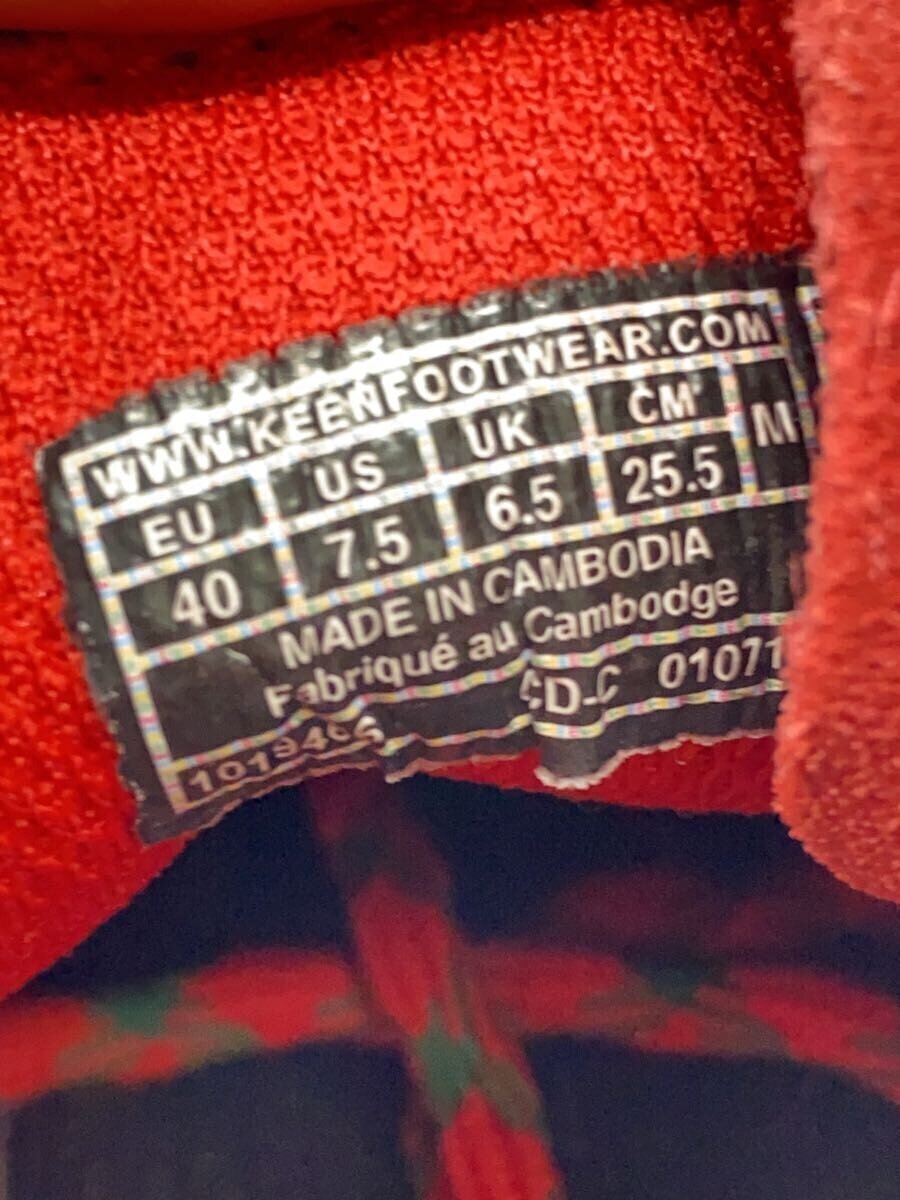 WWW.KEENFOOTWEAR.COM
EU US UK CM M
40 7.5 6.5 25.5
MADE IN CAMBODIA
Fabriqué au Cambodge
CD-C 01071